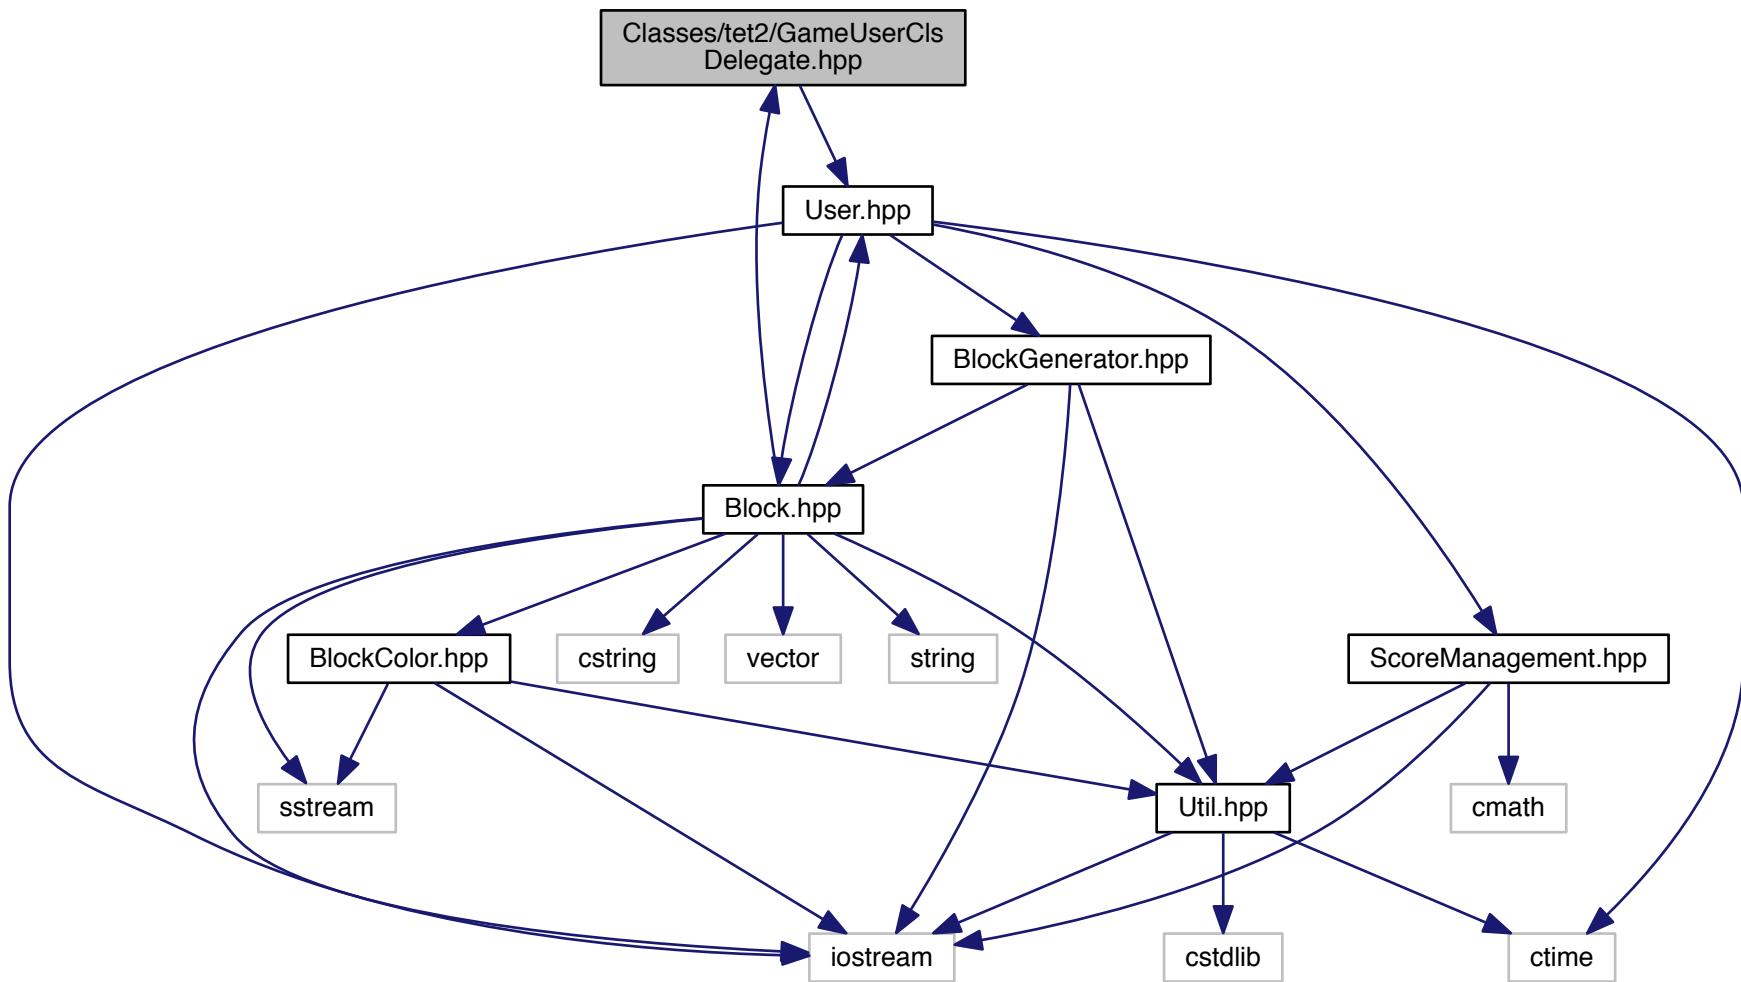 Classes/tet2/GameUserCls
Delegate.hpp
User.hpp
BlockGenerator.hpp
Block.hpp
BlockColor.hpp
cstring
vector
string
ScoreManagement.hpp
sstream
Util.hpp
cmath
iostream
cstdlib
ctime